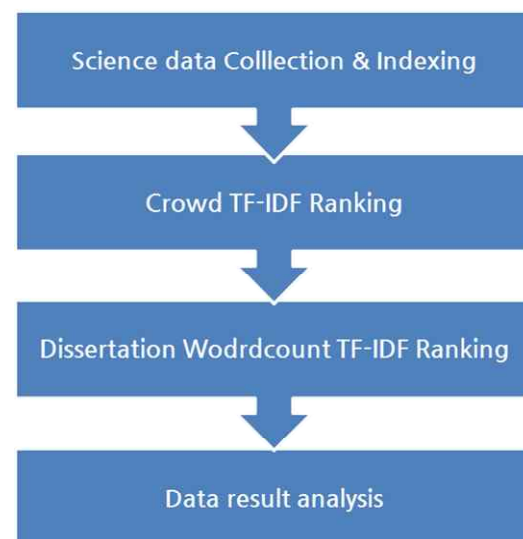 Science data Colllection & Indexing
Crowd TF-IDF Ranking
Dissertation Wodrdcount TF-IDF Ranking
Data result analysis